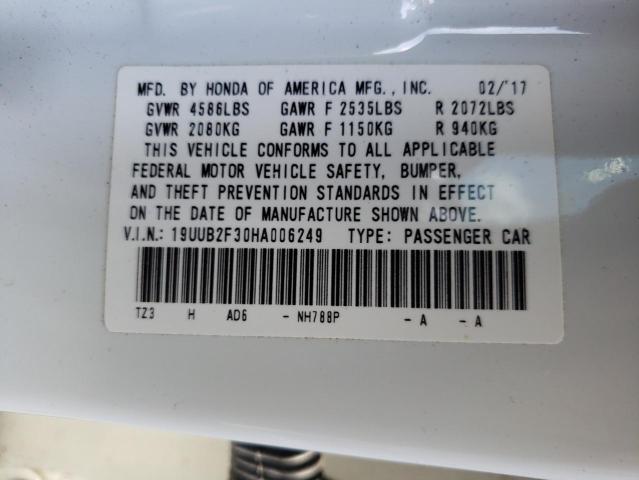 MFD. BY HONDA OF AMERICA MFG., INC. 02/'17
GVWR 4586LBS GAWR F 2535LBS R 2072LBS
GVWR 2080KG GAWR F 1150KG R 940KG
THIS VEHICLE CONFORMS TO ALL APPLICABLE
FEDERAL MOTOR VEHICLE SAFETY, BUMPER,
AND THEFT PREVENTION STANDARDS IN EFFECT
ON THE DATE OF MANUFACTURE SHOWN ABOVE.
V.I.N.: 19UUB2F30HA006249 TYPE: PASSENGER CAR
TZ3 H AD6 - NH788P - A - A